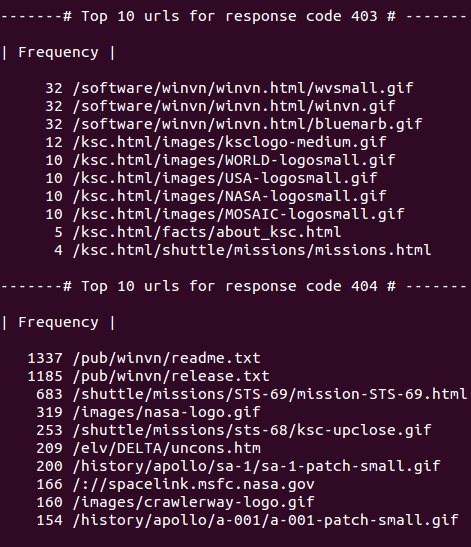 -------# Top 10 urls for response code 403 # -------
| Frequency |
32 /software/winvn/winvn.html/wvsmall.gif
32 /software/winvn/winvn.html/winvn.gif
32 /software/winvn/winvn.html/bluemarb.gif
12 /ksc.html/images/ksclogo-medium.gif
10 /ksc.html/images/WORLD-logosmall.gif
10 /ksc.html/images/USA-logosmall.gif
10 /ksc.html/images/NASA-logosmall.gif
10 /ksc.html/images/MOSAIC-logosmall.gif
5 /ksc.html/facts/about_ksc.html
4 /ksc.html/shuttle/missions/missions.html
-------# Top 10 urls for response code 404 # -------
| Frequency |
1337 /pub/winvn/readme.txt
1185 /pub/winvn/release.txt
683 /shuttle/missions/STS-69/mission-STS-69.html
319 /images/nasa-logo.gif
253 /shuttle/missions/sts-68/ksc-upclose.gif
209 /elv/DELTA/uncons.htm
200 /history/apollo/sa-1/sa-1-patch-small.gif
166 /://spacelink.msfc.nasa.gov
160 /images/crawlerway-logo.gif
154 /history/apollo/a-001/a-001-patch-small.gif